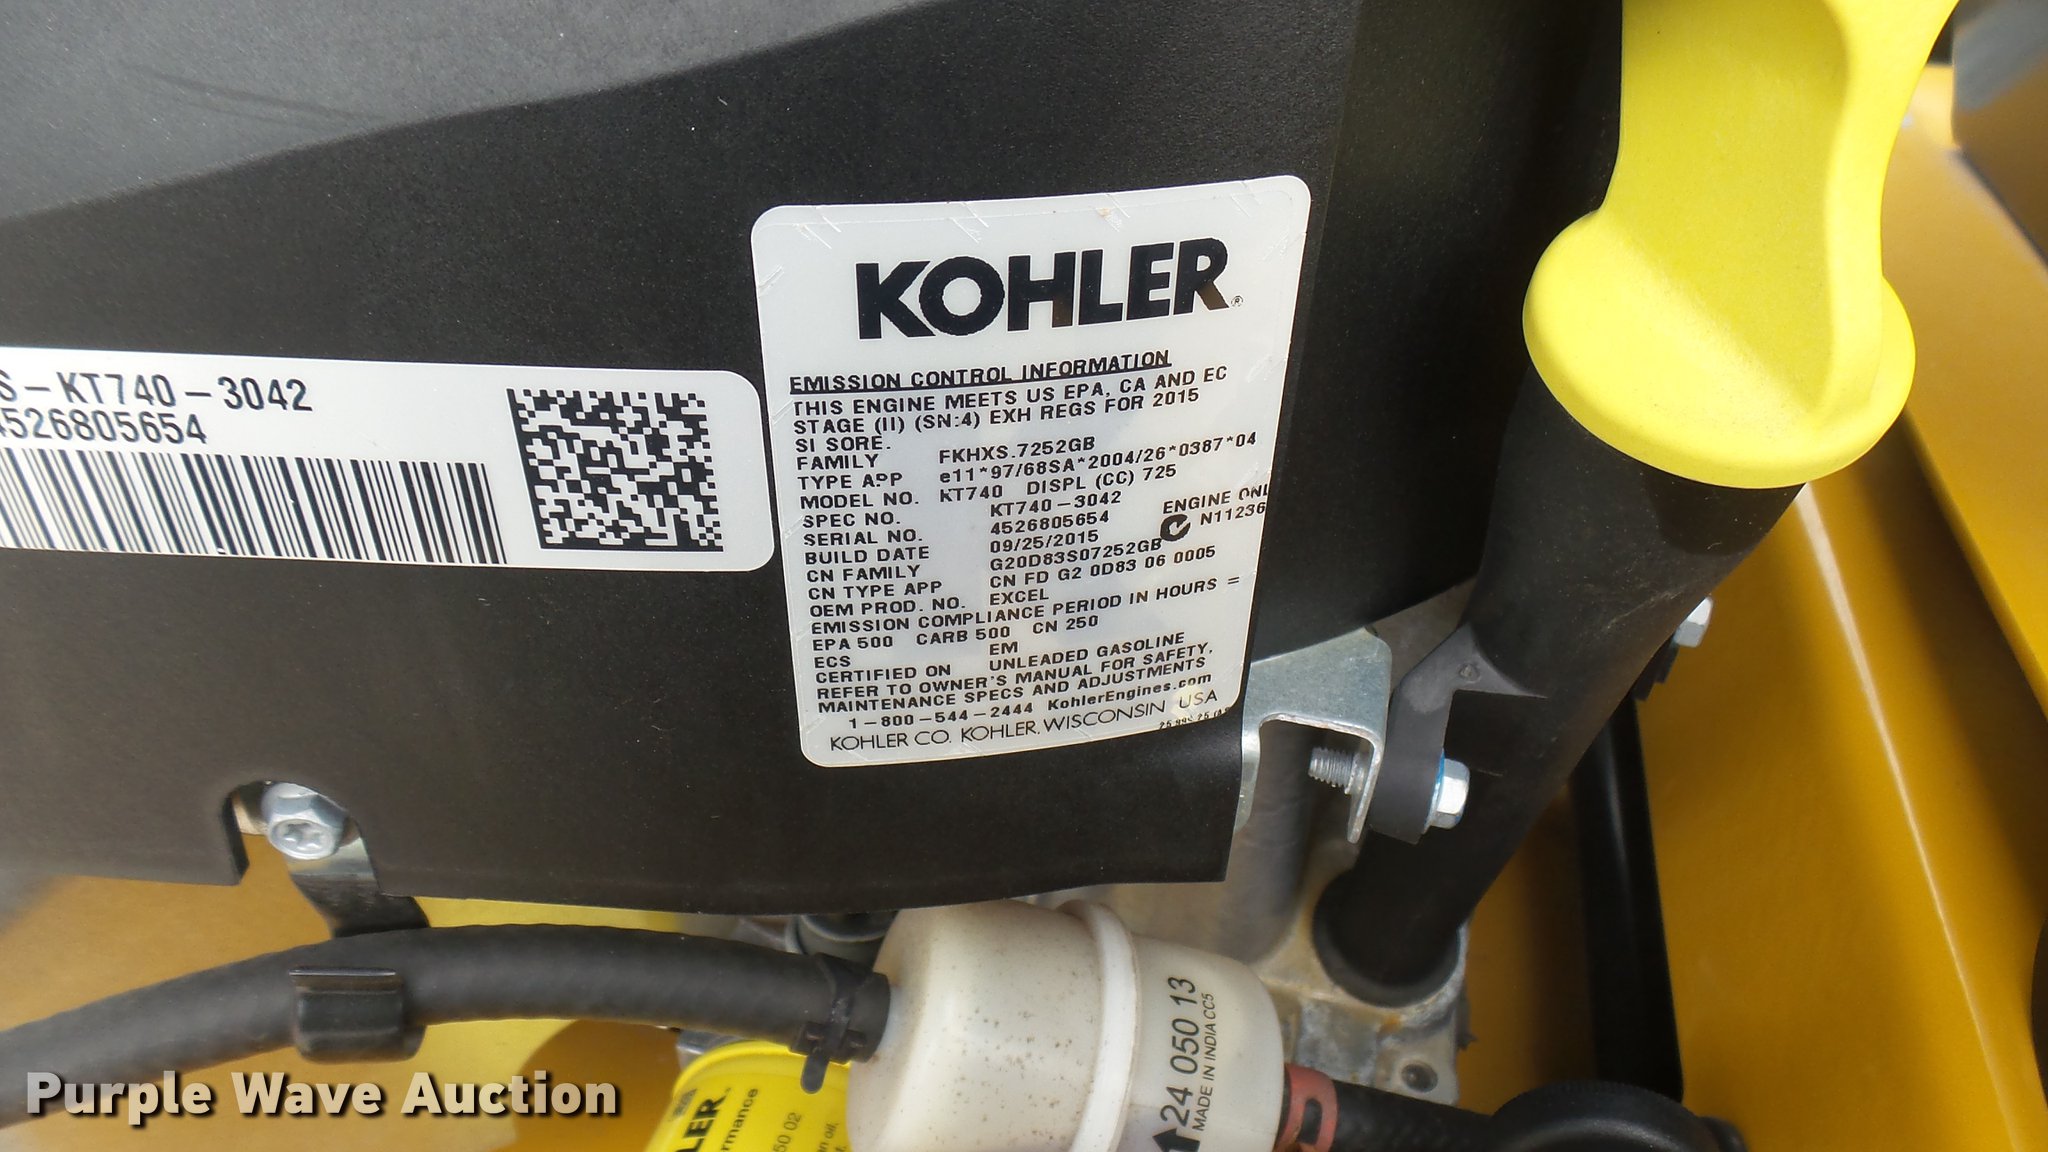 S-KT740-3042
4526805654
KOHLER®
EMISSION CONTROL INFORMATION
THIS ENGINE MEETS US EPA, CA AND EC
STAGE (II) (SN:4) EXH REGS FOR 2015
SI SORE.
FAMILY FKHXS.7252GB
TYPE APP e11*97/68SA*2004/26*0387*04
MODEL NO. KT740 DISPL (CC) 725
SPEC NO. KT740-3042 ENGINE ONL
SERIAL NO. 4526805654 N11236
BUILD DATE 09/25/2015
CN FAMILY G20D83S07252GB
CN TYPE APP CN FD G2 0D83 06 0005
OEM PROD. NO. EXCEL
EMISSION COMPLIANCE PERIOD IN HOURS =
EPA 500 CARB 500 CN 250
ECS EM
CERTIFIED ON UNLEADED GASOLINE
REFER TO OWNER'S MANUAL FOR SAFETY,
MAINTENANCE SPECS AND ADJUSTMENTS
1-800-544-2444 KohlerEngines.com
KOHLER CO. KOHLER, WISCONSIN USA
24 050 13
MADE IN INDIA CC5
LER.
rmance
50 02
Purple Wave Auction